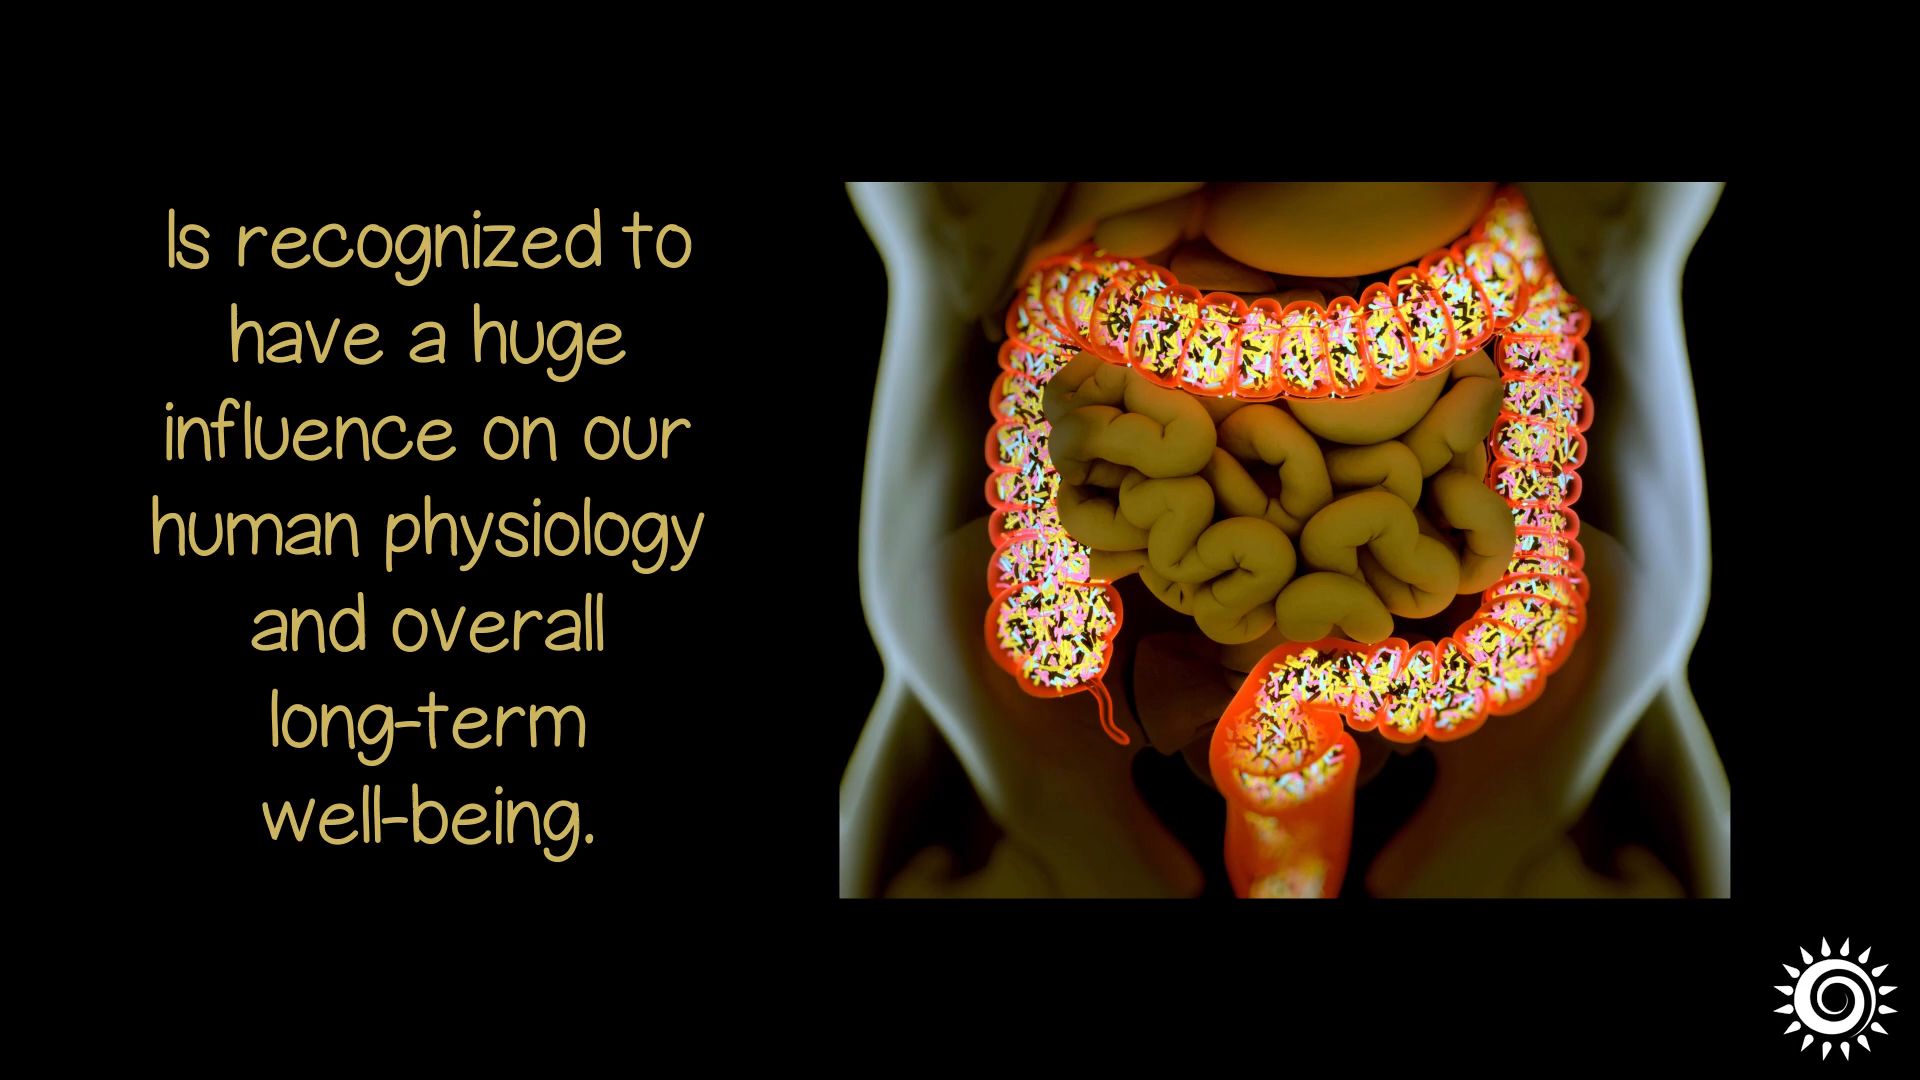 Is recognized to
have a huge
influence on our
human physiology
and overall
long-term
well-being.